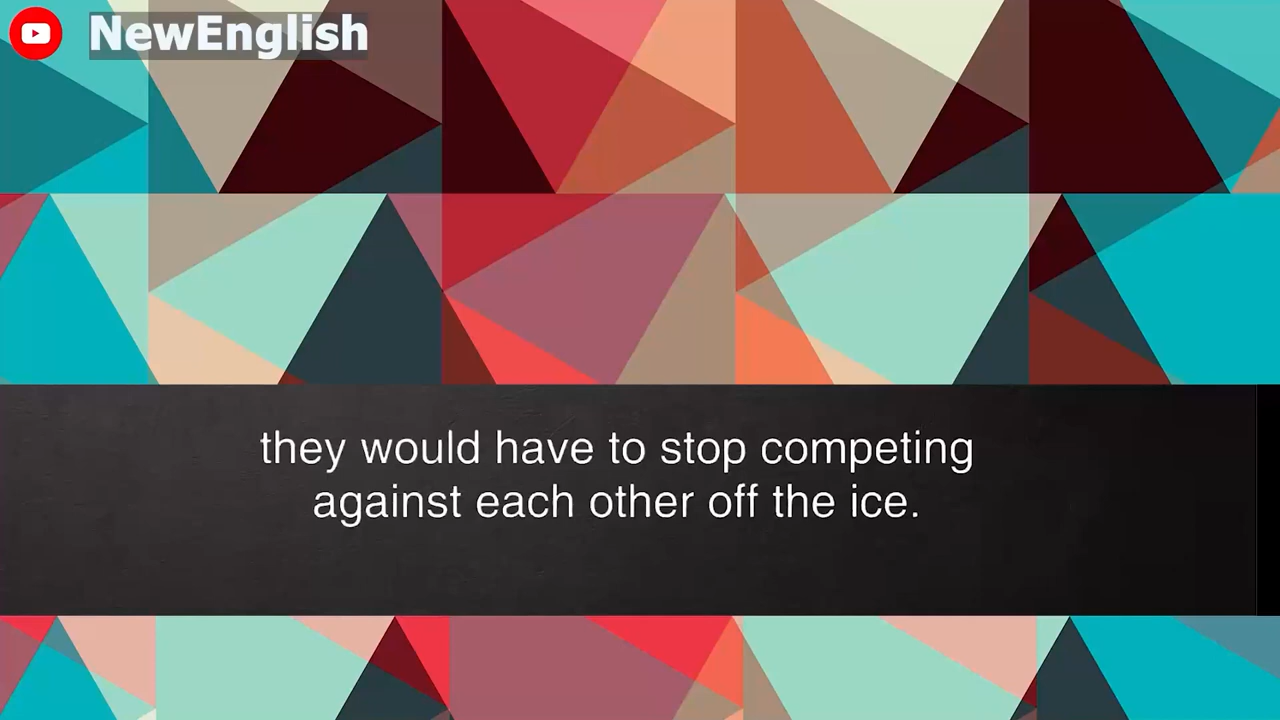 NewEnglish
they would have to stop competing
against each other off the ice.